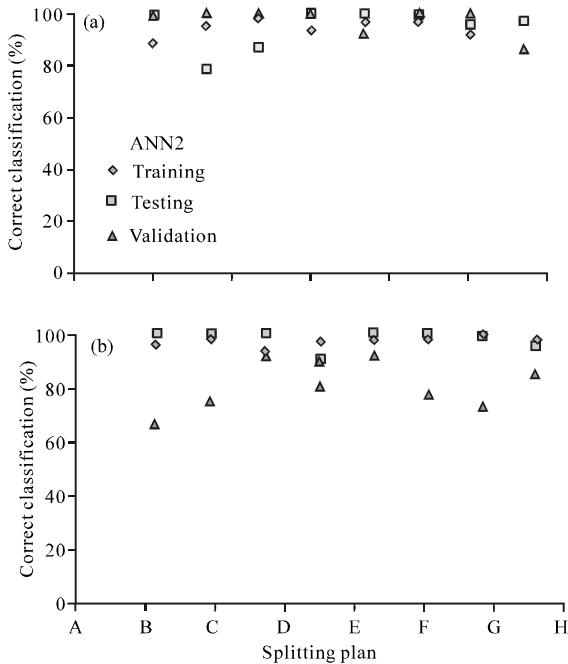 100
(a)
80
60
40
20
0
Correct classification (%)
ANN2
Training
Testing
Validation
100
(b)
80
60
40
20
0
Correct classification (%)
A B C D E F G H
Splitting plan